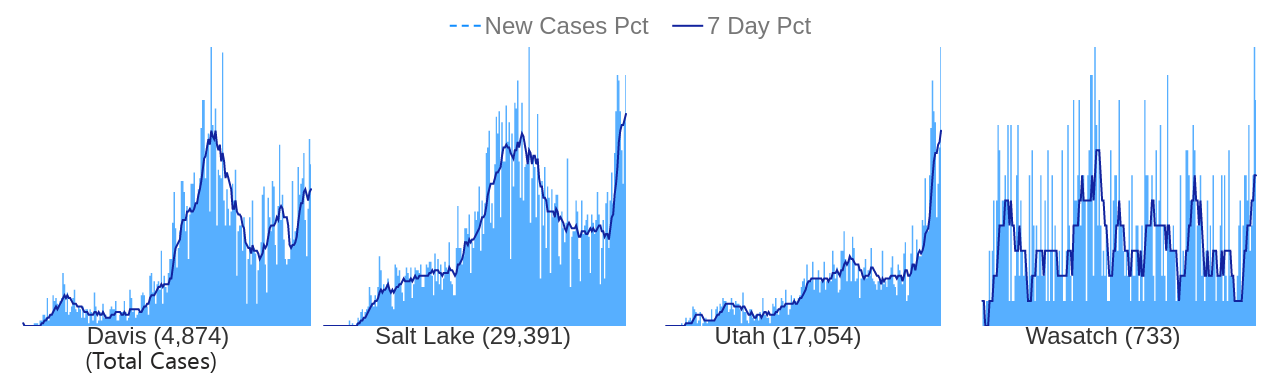 New Cases Pct 7 Day Pct
Davis (4,874) Salt Lake (29,391) Utah (17,054) Wasatch (733)
(Total Cases)